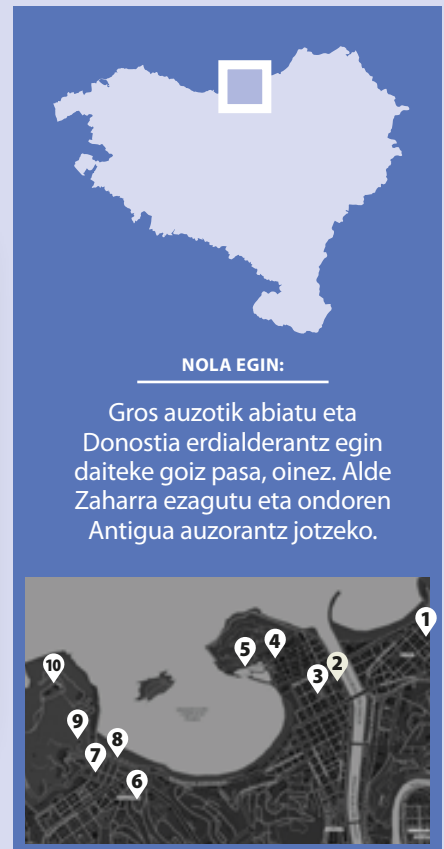 NOLA EGIN:
Gros auzotik abiatu eta
Donostia erdialderantz egin
daiteke goiz pasa, oinez. Alde
Zaharra ezagutu eta ondoren
Antigua auzorantz jotzeko.
1
2
3
4
5
6
7
8
9
10